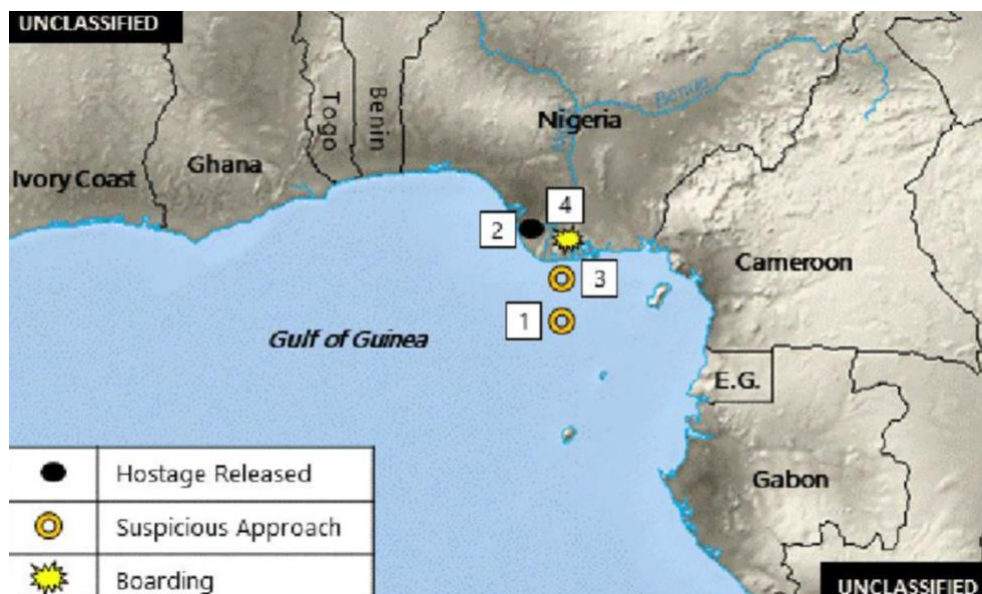 UNCLASSIFIED
Togo
Benin
Benue
Nigeria
Ghana
Ivory Coast
4
2
3
Cameroon
1
Gulf of Guinea
E.G.
Gabon
Hostage Released
Suspicious Approach
Boarding
UNCLASSIFIED